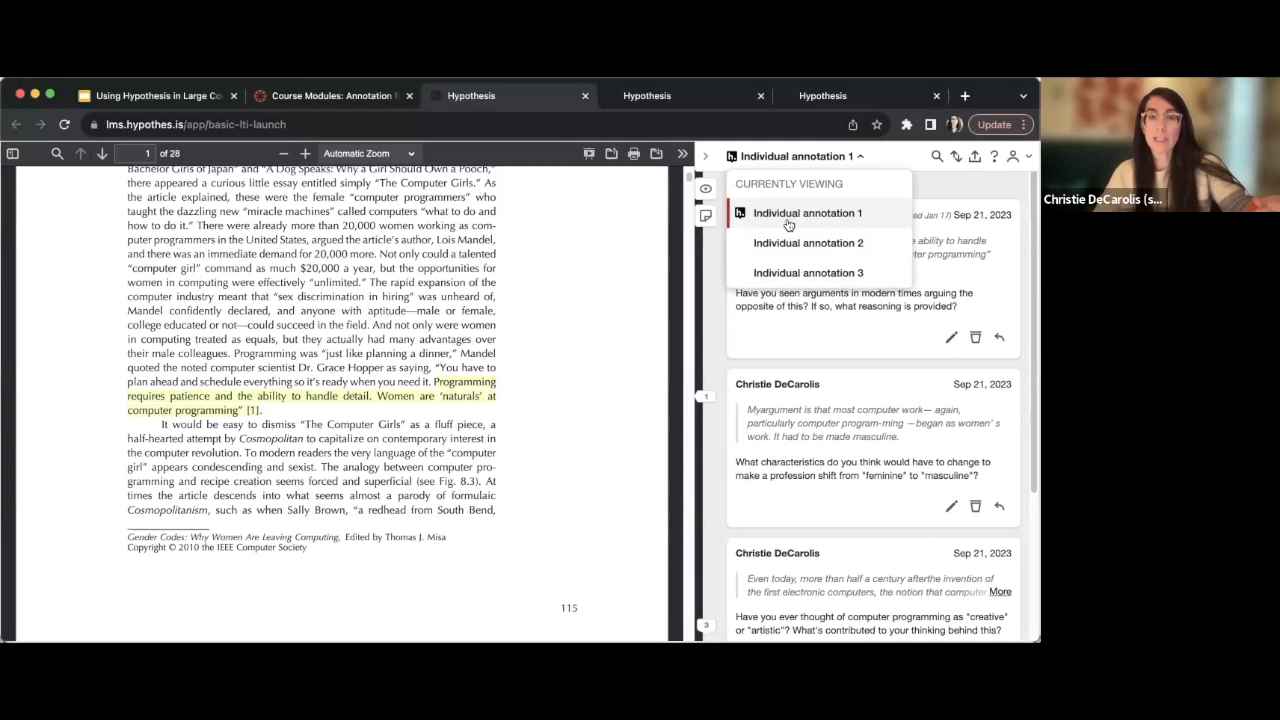 Using Hypothesis in Large Co
Course Modules: Annotation
Hypothesis
Hypothesis
Hypothesis
lms.hypothes.is/app/basic-lti-launch
Update
1 of 28
Automatic Zoom
Bachelor Girls of Japan" and "A Dog Speaks: Why a Girl Should Own a Pooch,"
there appeared a curious little essay entitled simply "The Computer Girls." As
the article explained, these were the female "computer programmers" who
taught the dazzling new "miracle machines" called computers "what to do and
how to do it." There were already more than 20,000 women working as com-
puter programmers in the United States, argued the article's author, Lois Mandel,
and there was an immediate demand for 20,000 more. Not only could a talented
"computer girl" command as much $20,000 a year, but the opportunities for
women in computing were effectively "unlimited." The rapid expansion of the
computer industry meant that "sex discrimination in hiring" was unheard of,
Mandel confidently declared, and anyone with aptitude—male or female,
college educated or not—could succeed in the field. And not only were women
in computing treated as equals, but they actually had many advantages over
their male colleagues. Programming was "just like planning a dinner," Mandel
quoted the noted computer scientist Dr. Grace Hopper as saying, "You have to
plan ahead and schedule everything so it's ready when you need it. Programming
requires patience and the ability to handle detail. Women are 'naturals' at
computer programming" [1].
It would be easy to dismiss "The Computer Girls" as a fluff piece, a
half-hearted attempt by Cosmopolitan to capitalize on contemporary interest in
the computer revolution. To modern readers the very language of the "computer
girl" appears condescending and sexist. The analogy between computer pro-
gramming and recipe creation seems forced and superficial (see Fig. 8.3). At
times the article descends into what seems almost a parody of formulaic
Cosmopolitanism, such as when Sally Brown, "a redhead from South Bend,
Gender Codes: Why Women Are Leaving Computing, Edited by Thomas J. Misa
Copyright © 2010 the IEEE Computer Society
115
Individual annotation 1
CURRENTLY VIEWING
Individual annotation 1
Individual annotation 2
Individual annotation 3
ed Jan 17) Sep 21, 2023
e ability to handle
ter programming"
Have you seen arguments in modern times arguing the
opposite of this? If so, what reasoning is provided?
1
Christie DeCarolis Sep 21, 2023
Myargument is that most computer work— again,
particularly computer program-ming —began as women' s
work. It had to be made masculine.
What characteristics do you think would have to change to
make a profession shift from "feminine" to "masculine"?
Christie DeCarolis Sep 21, 2023
Even today, more than half a century afterthe invention of
the first electronic computers, the notion that computer More
Have you ever thought of computer programming as "creative"
or "artistic"? What's contributed to your thinking behind this?
3
Christie DeCarolis (s...